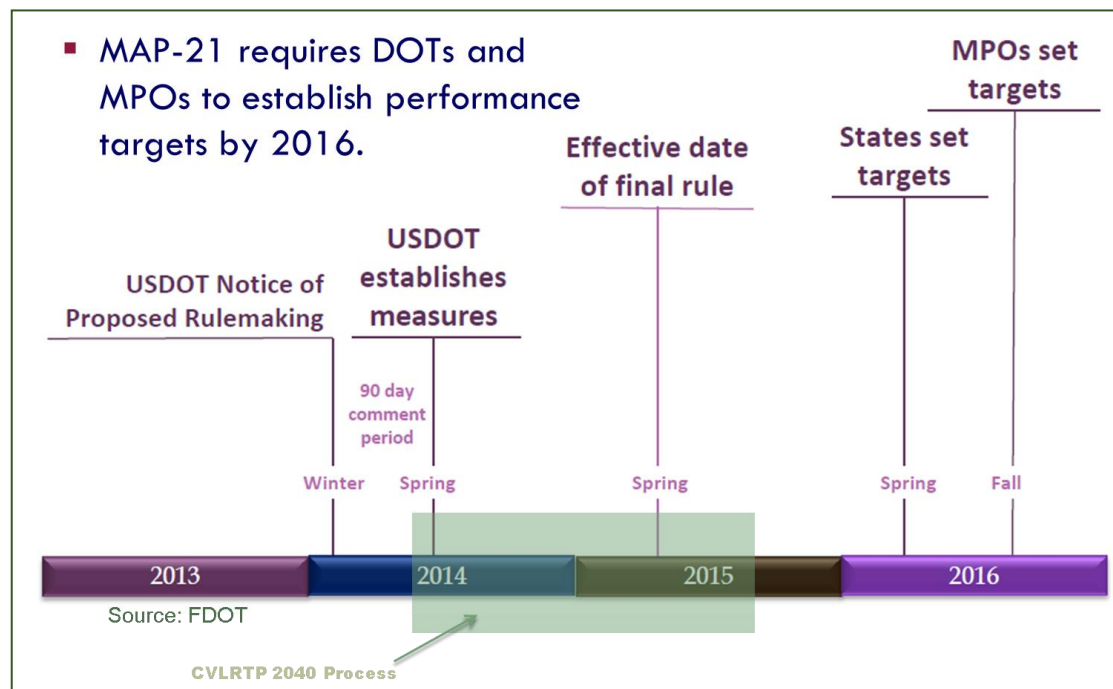 ▪ MAP-21 requires DOTs and
MPOs to establish performance
targets by 2016.
MPOs set
targets
States set
targets
Effective date
of final rule
USDOT
establishes
measures
USDOT Notice of
Proposed Rulemaking
90 day
comment
period
Winter Spring Spring Spring Fall
2013 2014 2015 2016
Source: FDOT
CVLRTP 2040 Process